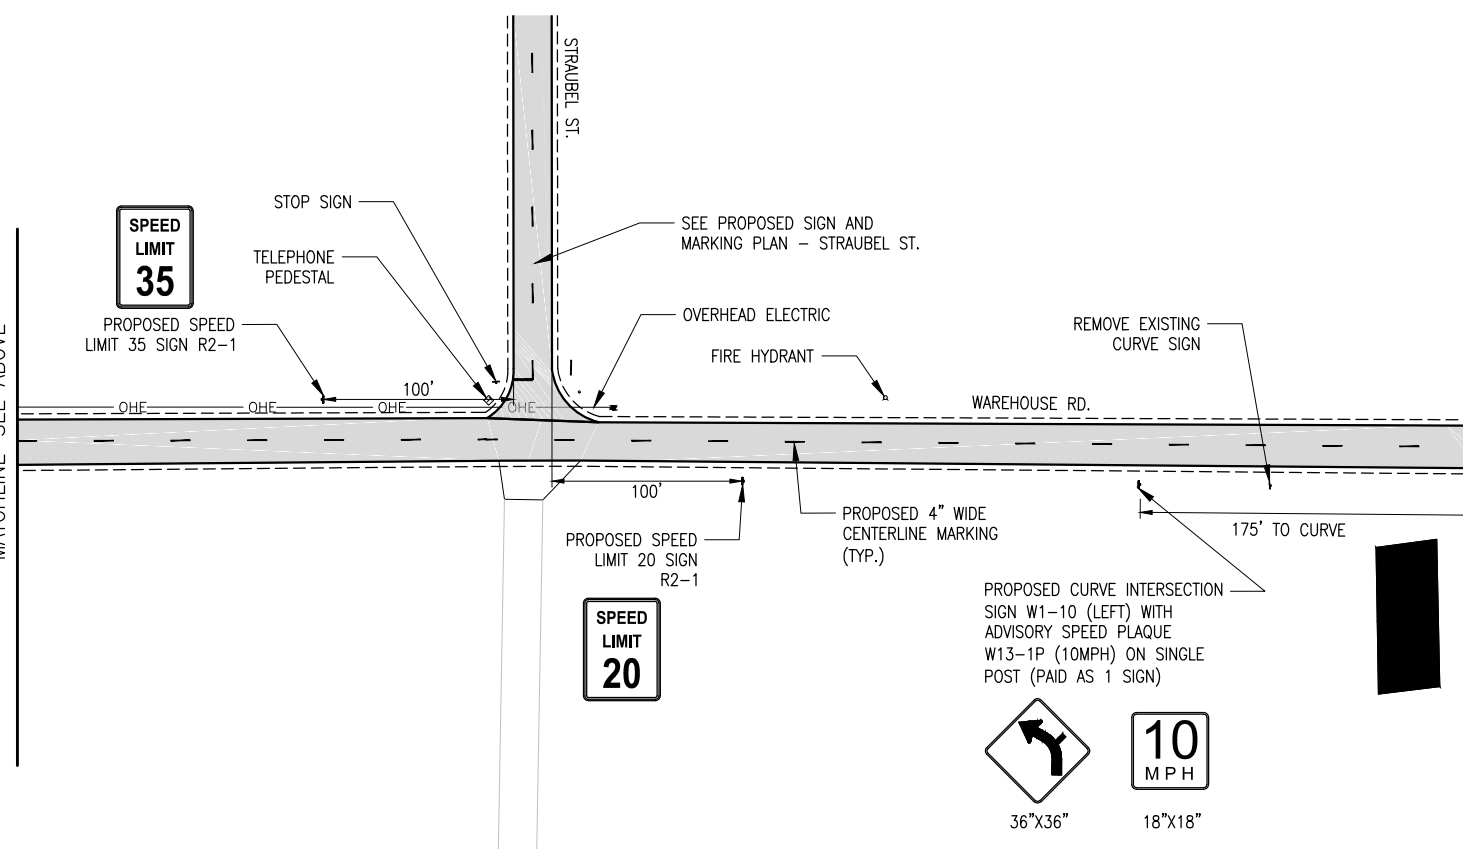 STRAUBEL ST.
STOP SIGN
SPEED
LIMIT
35
TELEPHONE
PEDESTAL
SEE PROPOSED SIGN AND
MARKING PLAN – STRAUBEL ST.
PROPOSED SPEED
LIMIT 35 SIGN R2–1
OVERHEAD ELECTRIC
FIRE HYDRANT
REMOVE EXISTING
CURVE SIGN
100'
OHE
OHE
OHE
OHE
WAREHOUSE RD.
MATCHLINE SEE ABOVE
100'
PROPOSED SPEED
LIMIT 20 SIGN
R2–1
SPEED
LIMIT
20
PROPOSED 4" WIDE
CENTERLINE MARKING
(TYP.)
175' TO CURVE
PROPOSED CURVE INTERSECTION
SIGN W1–10 (LEFT) WITH
ADVISORY SPEED PLAQUE
W13–1P (10MPH) ON SINGLE
POST (PAID AS 1 SIGN)
10
MPH
36"X36"
18"X18"